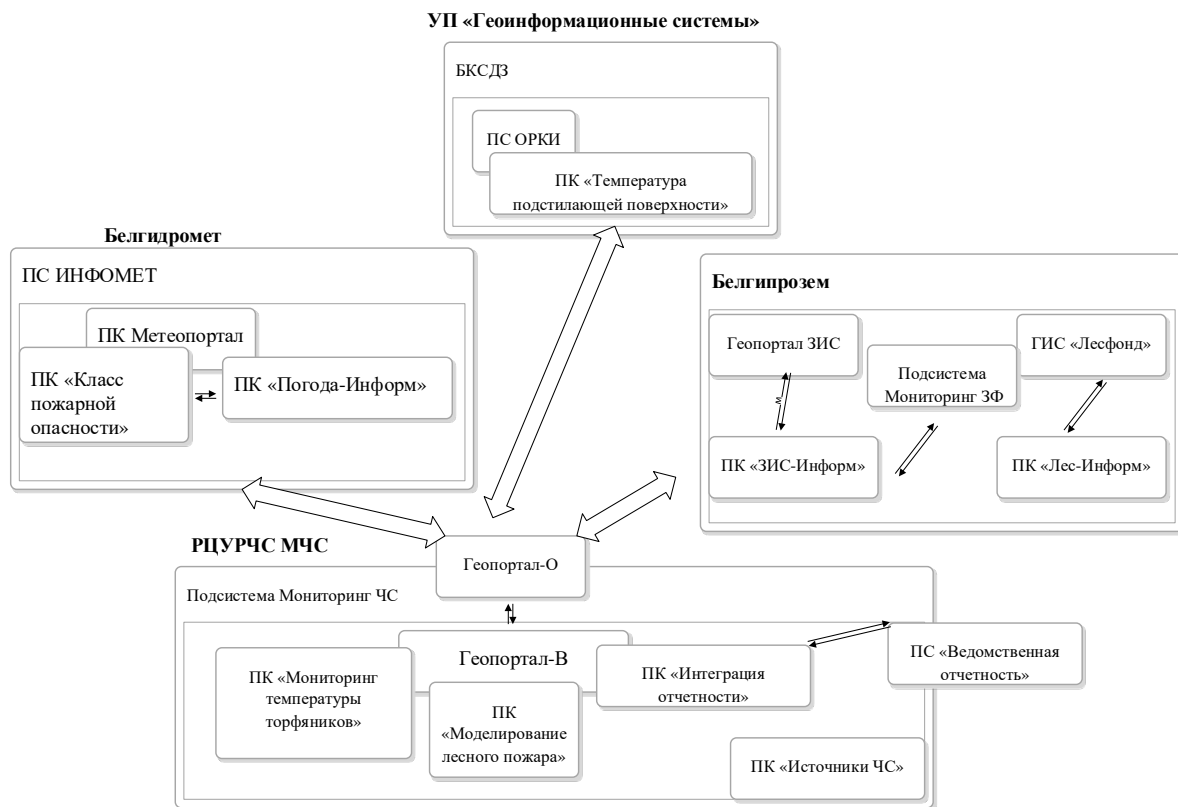 УП «Геоинформационные системы»
БКСДЗ
ПС ОРКИ
ПК «Температура
подстилающей поверхности»
Белгидромет
ПС ИНФОМЕТ
ПК Метеопортал
ПК «Класс
пожарной
опасности»
ПК «Погода-Информ»
Белгипрозем
Геопортал ЗИС
ГИС «Лесфонд»
Подсистема
Мониторинг ЗФ
м
ПК «ЗИС-Информ»
ПК «Лес-Информ»
РЦУРЧС МЧС
Геопортал-О
Подсистема Мониторинг ЧС
Геопортал-В
ПК «Мониторинг
температуры
торфяников»
ПК «Интеграция
отчетности»
ПС «Ведомственная
отчетность»
ПК
«Моделирование
лесного пожара»
ПК «Источники ЧС»